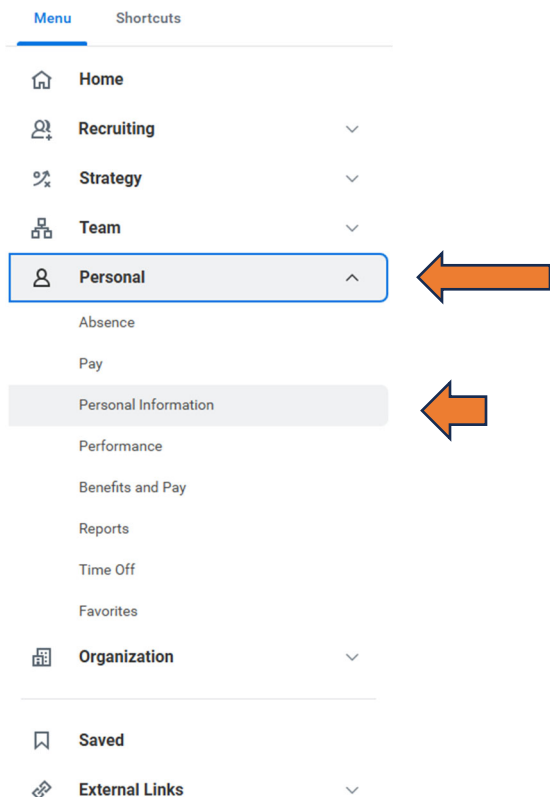 Menu Shortcuts
Home
Recruiting
Strategy
Team
Personal
Absence
Pay
Personal Information
Performance
Benefits and Pay
Reports
Time Off
Favorites
Organization
Saved
External Links